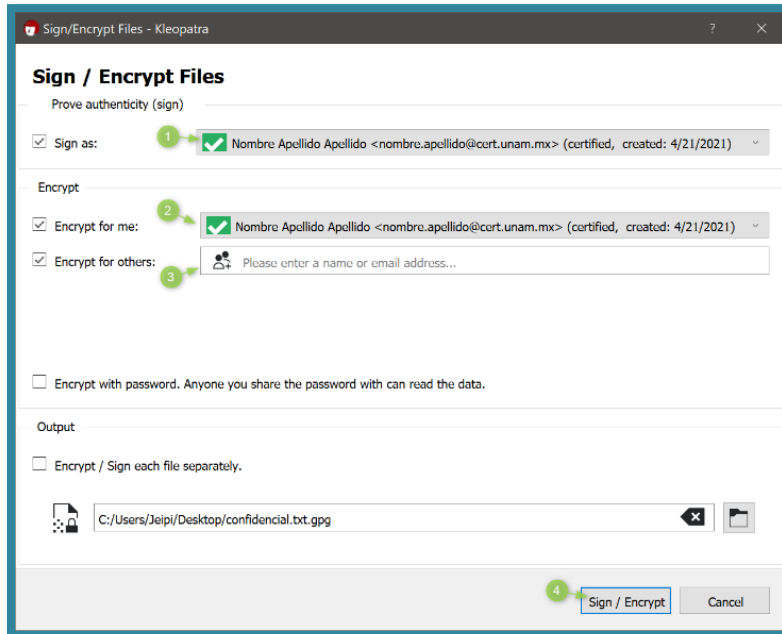 Sign/Encrypt Files - Kleopatra ?
Sign / Encrypt Files
Prove authenticity (sign)
Sign as: 1 Nombre Apellido Apellido <nombre.apellido@cert.unam.mx> (certified, created: 4/21/2021)
Encrypt
Encrypt for me: 2 Nombre Apellido Apellido <nombre.apellido@cert.unam.mx> (certified, created: 4/21/2021)
Encrypt for others: 3 Please enter a name or email address...
Encrypt with password. Anyone you share the password with can read the data.
Output
Encrypt / Sign each file separately.
C:/Users/Jeipi/Desktop/confidencial.txt.gpg
4 Sign / Encrypt Cancel